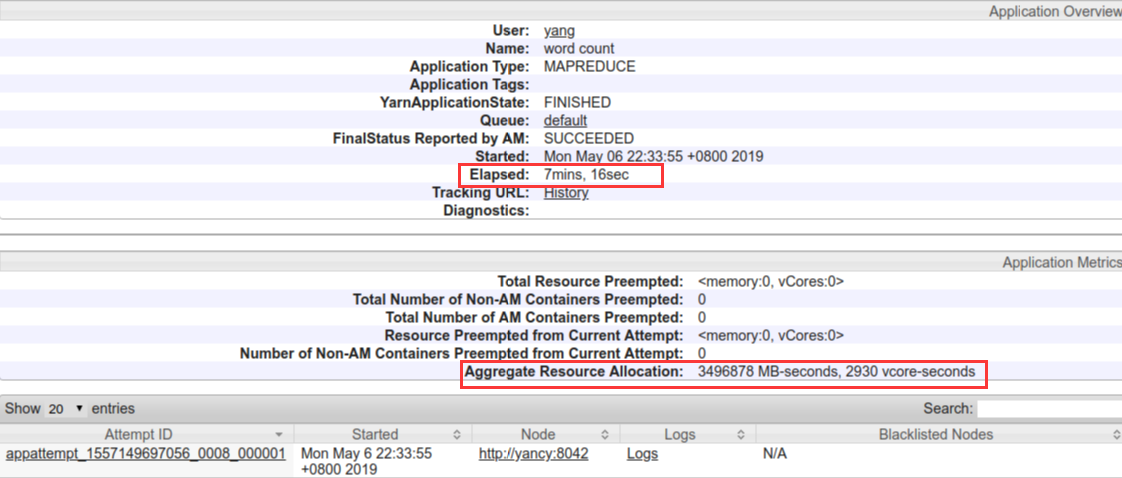 Application Overview
User: yang
Name: word count
Application Type: MAPREDUCE
Application Tags:
YarnApplicationState: FINISHED
Queue: default
FinalStatus Reported by AM: SUCCEEDED
Started: Mon May 06 22:33:55 +0800 2019
Elapsed: 7mins, 16sec
Tracking URL: History
Diagnostics:
Application Metrics
Total Resource Preempted: <memory:0, vCores:0>
Total Number of Non-AM Containers Preempted: 0
Total Number of AM Containers Preempted: 0
Resource Preempted from Current Attempt: <memory:0, vCores:0>
Number of Non-AM Containers Preempted from Current Attempt: 0
Aggregate Resource Allocation: 3496878 MB-seconds, 2930 vcore-seconds
Show 20 entries Search:
Attempt ID Started Node Logs Blacklisted Nodes
appattempt_1557149697056_0008_000001 Mon May 6 22:33:55 http://yancy:8042 Logs N/A
+0800 2019